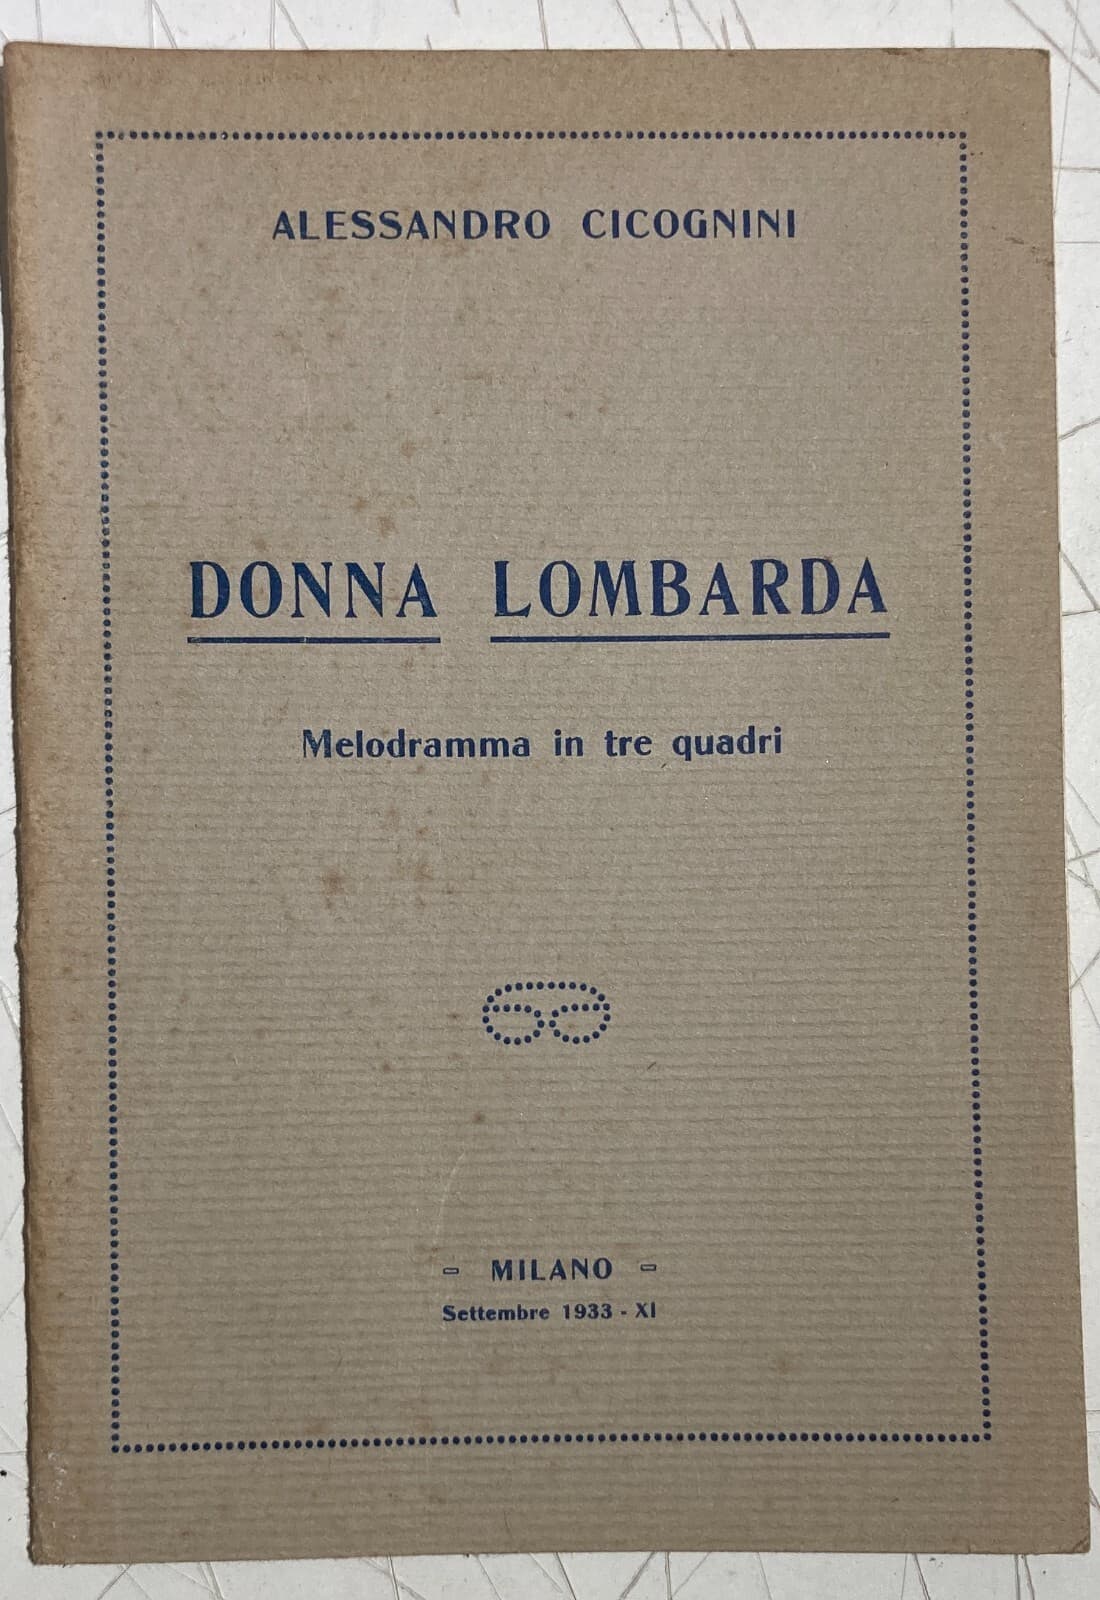 ALESSANDRO CICOGNINI
DONNA LOMBARDA
Melodramma in tre quadri
- MILANO -
Settembre 1933 - XI